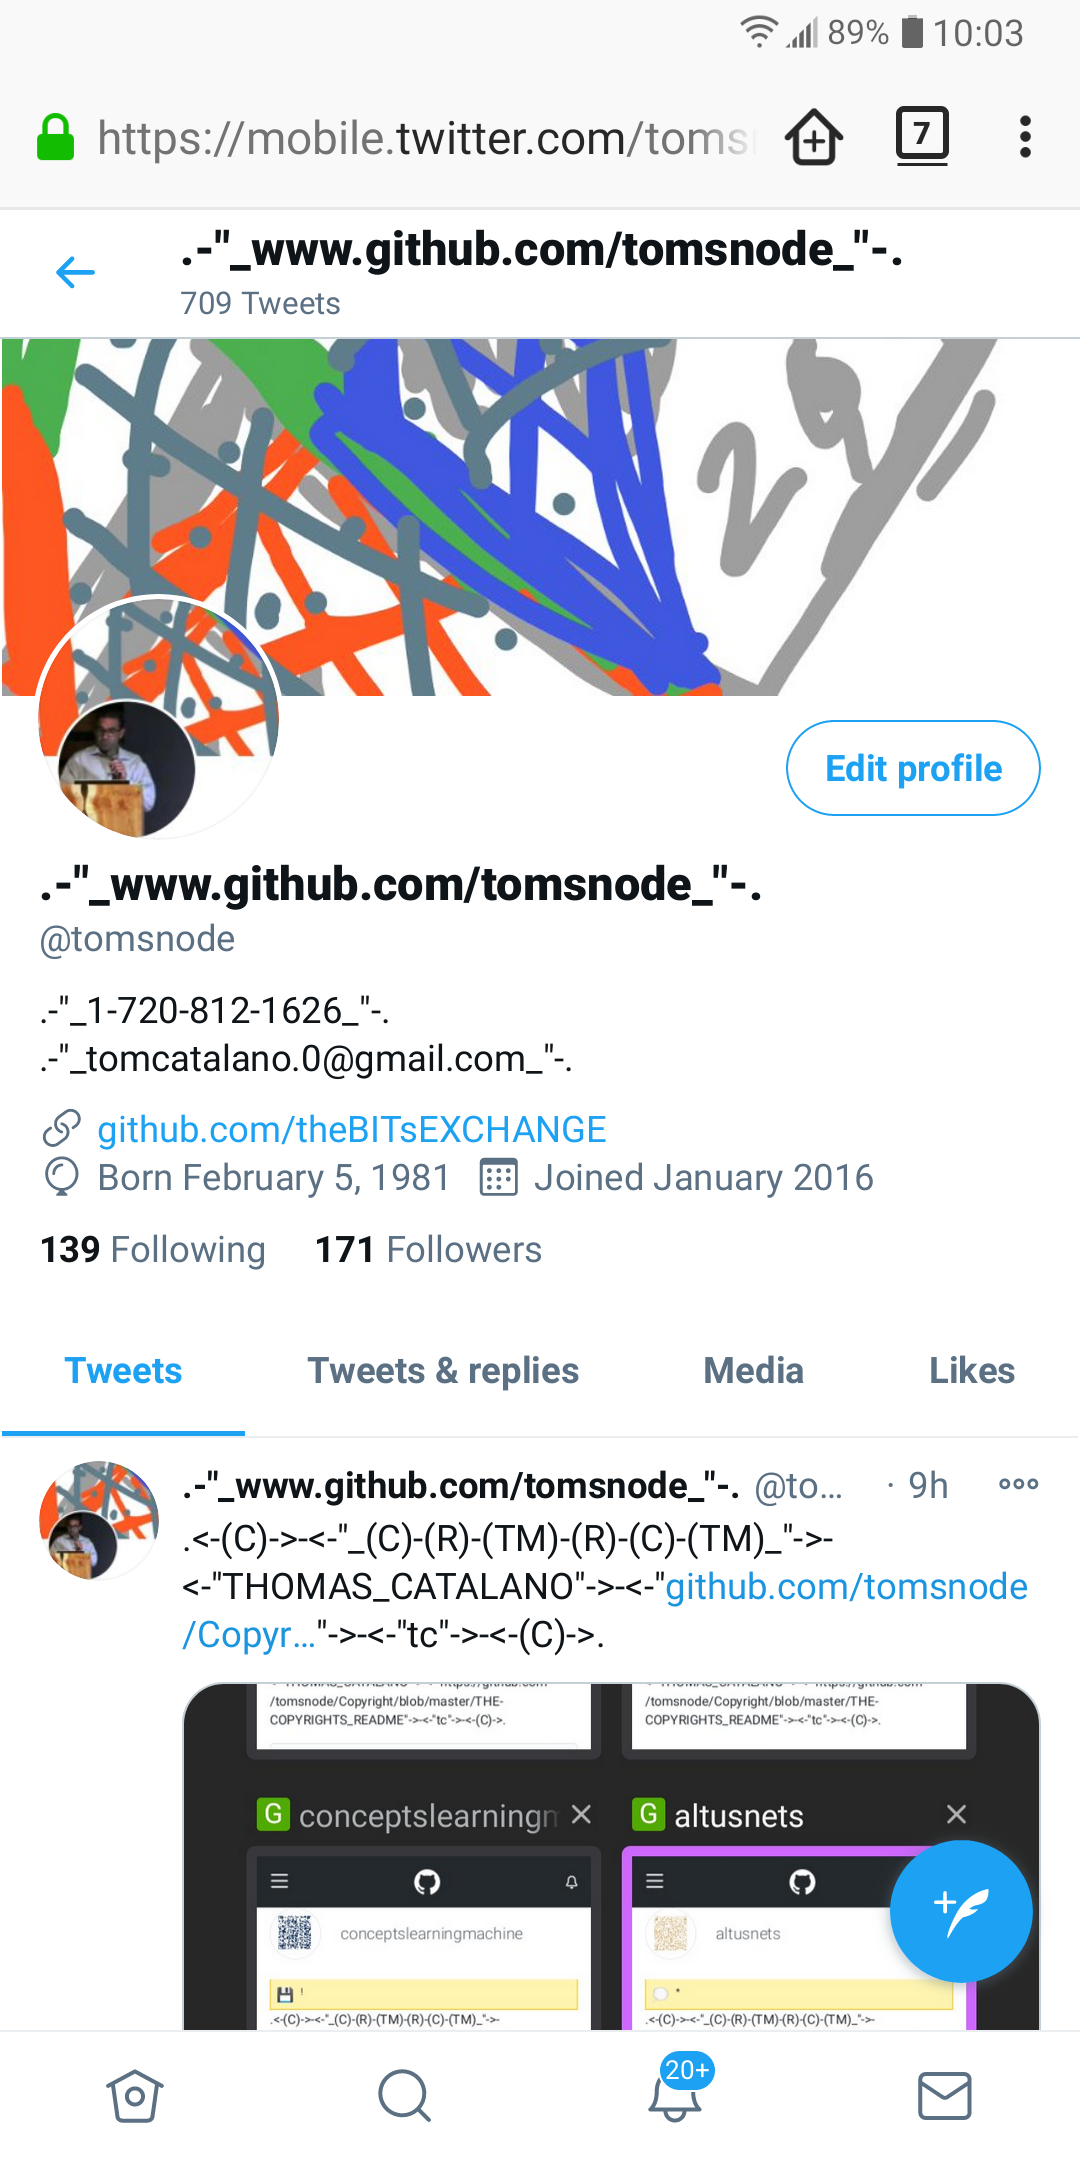 89% 10:03
https://mobile.twitter.com/toms
7
.-"_www.github.com/tomsnode_"-.
709 Tweets
Edit profile
.-"_www.github.com/tomsnode_"-.
@tomsnode
.-"_1-720-812-1626_"-.
.-"_tomcatalano.0@gmail.com_"-.
github.com/theBITsEXCHANGE
Born February 5, 1981 Joined January 2016
139 Following 171 Followers
Tweets Tweets & replies Media Likes
.-"_www.github.com/tomsnode_"-. @to... · 9h
.<-(C)->-<-"_(C)-(R)-(TM)-(R)-(C)-(TM)_"->-
<-"THOMAS_CATALANO"->-<-"github.com/tomsnode
/Copyr..."->-<-"tc"->-<-(C)->.
/tomsnode/Copyright/blob/master/THE-
COPYRIGHTS_README"->-<-"tc"->-<-(C)->.
/tomsnode/Copyright/blob/master/THE-
COPYRIGHTS_README"->-<-"tc"->-<-(C)->.
G conceptslearningm
G altusnets
conceptslearningmachine
altusnets
!
*
.<-(C)->-<-"_(C)-(R)-(TM)-(R)-(C)-(TM)_"->-
.<-(C)->-<-"_(C)-(R)-(TM)-(R)-(C)-(TM)_"->-
20+